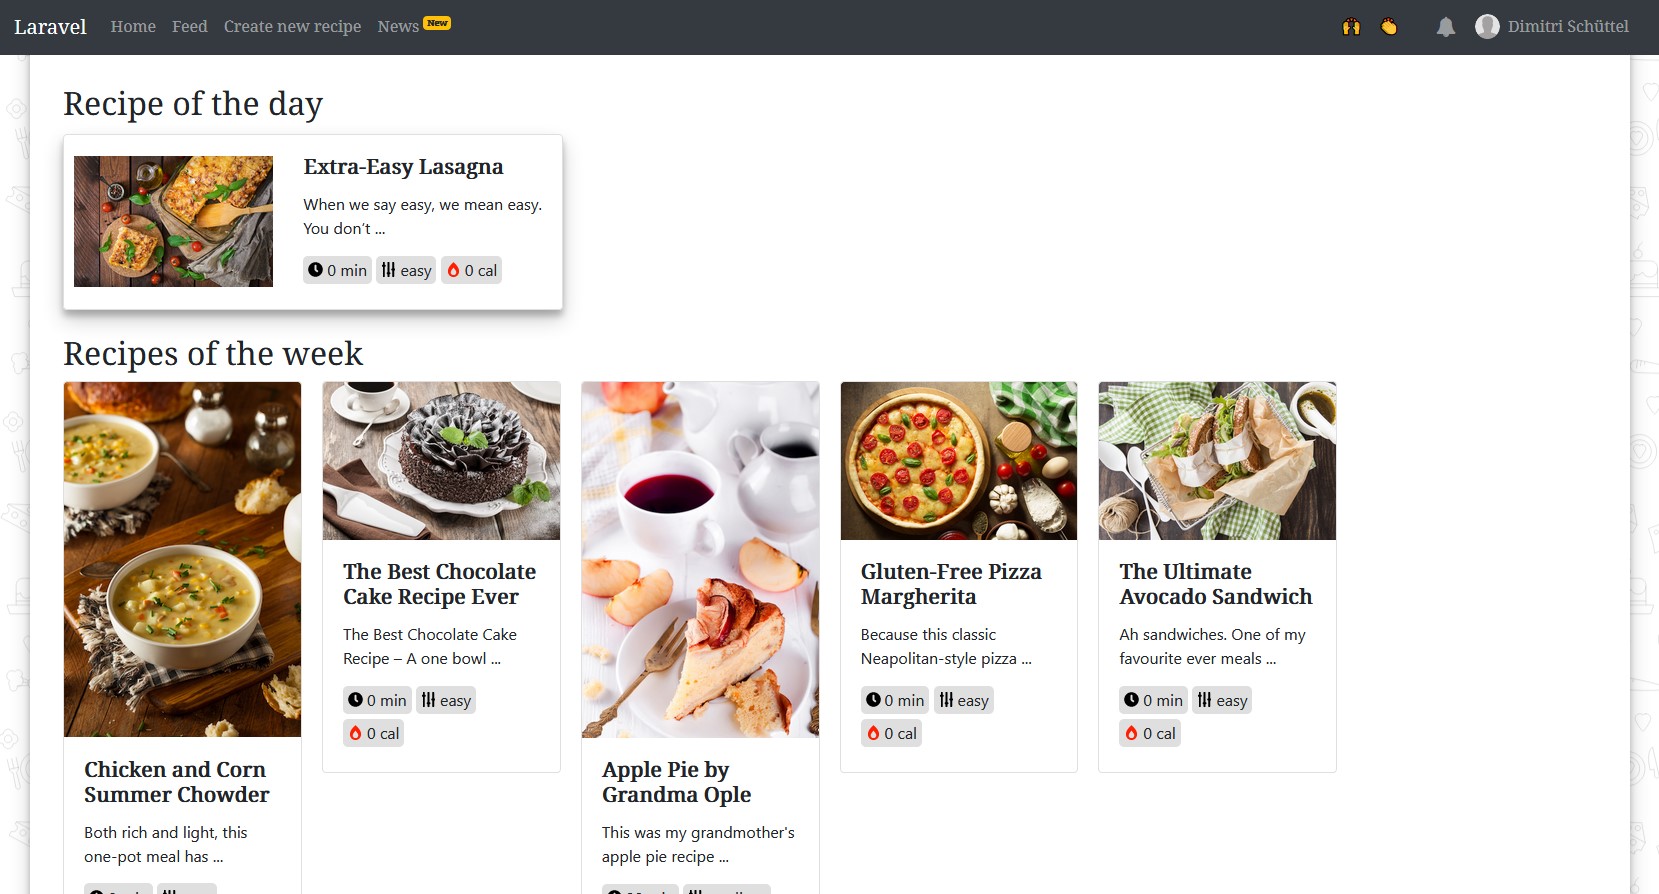 Laravel Home Feed Create new recipe News New Dimitri Schüttel
Recipe of the day
Extra-Easy Lasagna
When we say easy, we mean easy.
You don’t ...
0 min easy 0 cal
Recipes of the week
Chicken and Corn
Summer Chowder
Both rich and light, this
one-pot meal has ...
The Best Chocolate
Cake Recipe Ever
The Best Chocolate Cake
Recipe – A one bowl ...
0 min easy
0 cal
Apple Pie by
Grandma Ople
This was my grandmother's
apple pie recipe ...
Gluten-Free Pizza
Margherita
Because this classic
Neapolitan-style pizza ...
0 min easy
0 cal
The Ultimate
Avocado Sandwich
Ah sandwiches. One of my
favourite ever meals ...
0 min easy
0 cal